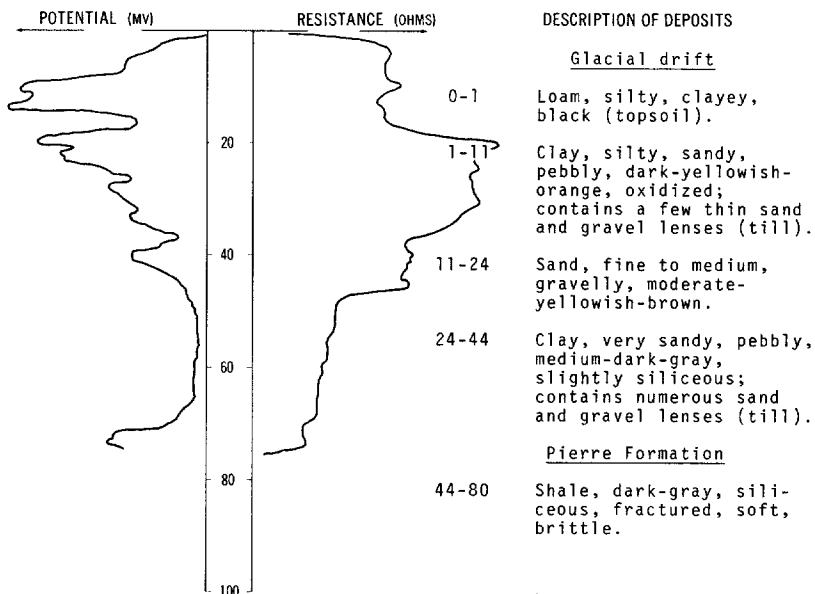 POTENTIAL (MV)
RESISTANCE (OHMS)
DESCRIPTION OF DEPOSITS
Glacial drift
0-1 Loam, silty, clayey,
black (topsoil).
20
1-11 Clay, silty, sandy,
pebbly, dark-yellowish-
orange, oxidized;
contains a few thin sand
and gravel lenses (till).
40
11-24 Sand, fine to medium,
gravelly, moderate-
yellowish-brown.
24-44 Clay, very sandy, pebbly,
medium-dark-gray,
60
slightly siliceous;
contains numerous sand
and gravel lenses (till).
Pierre Formation
80
44-80 Shale, dark-gray, sili-
ceous, fractured, soft,
brittle.
100